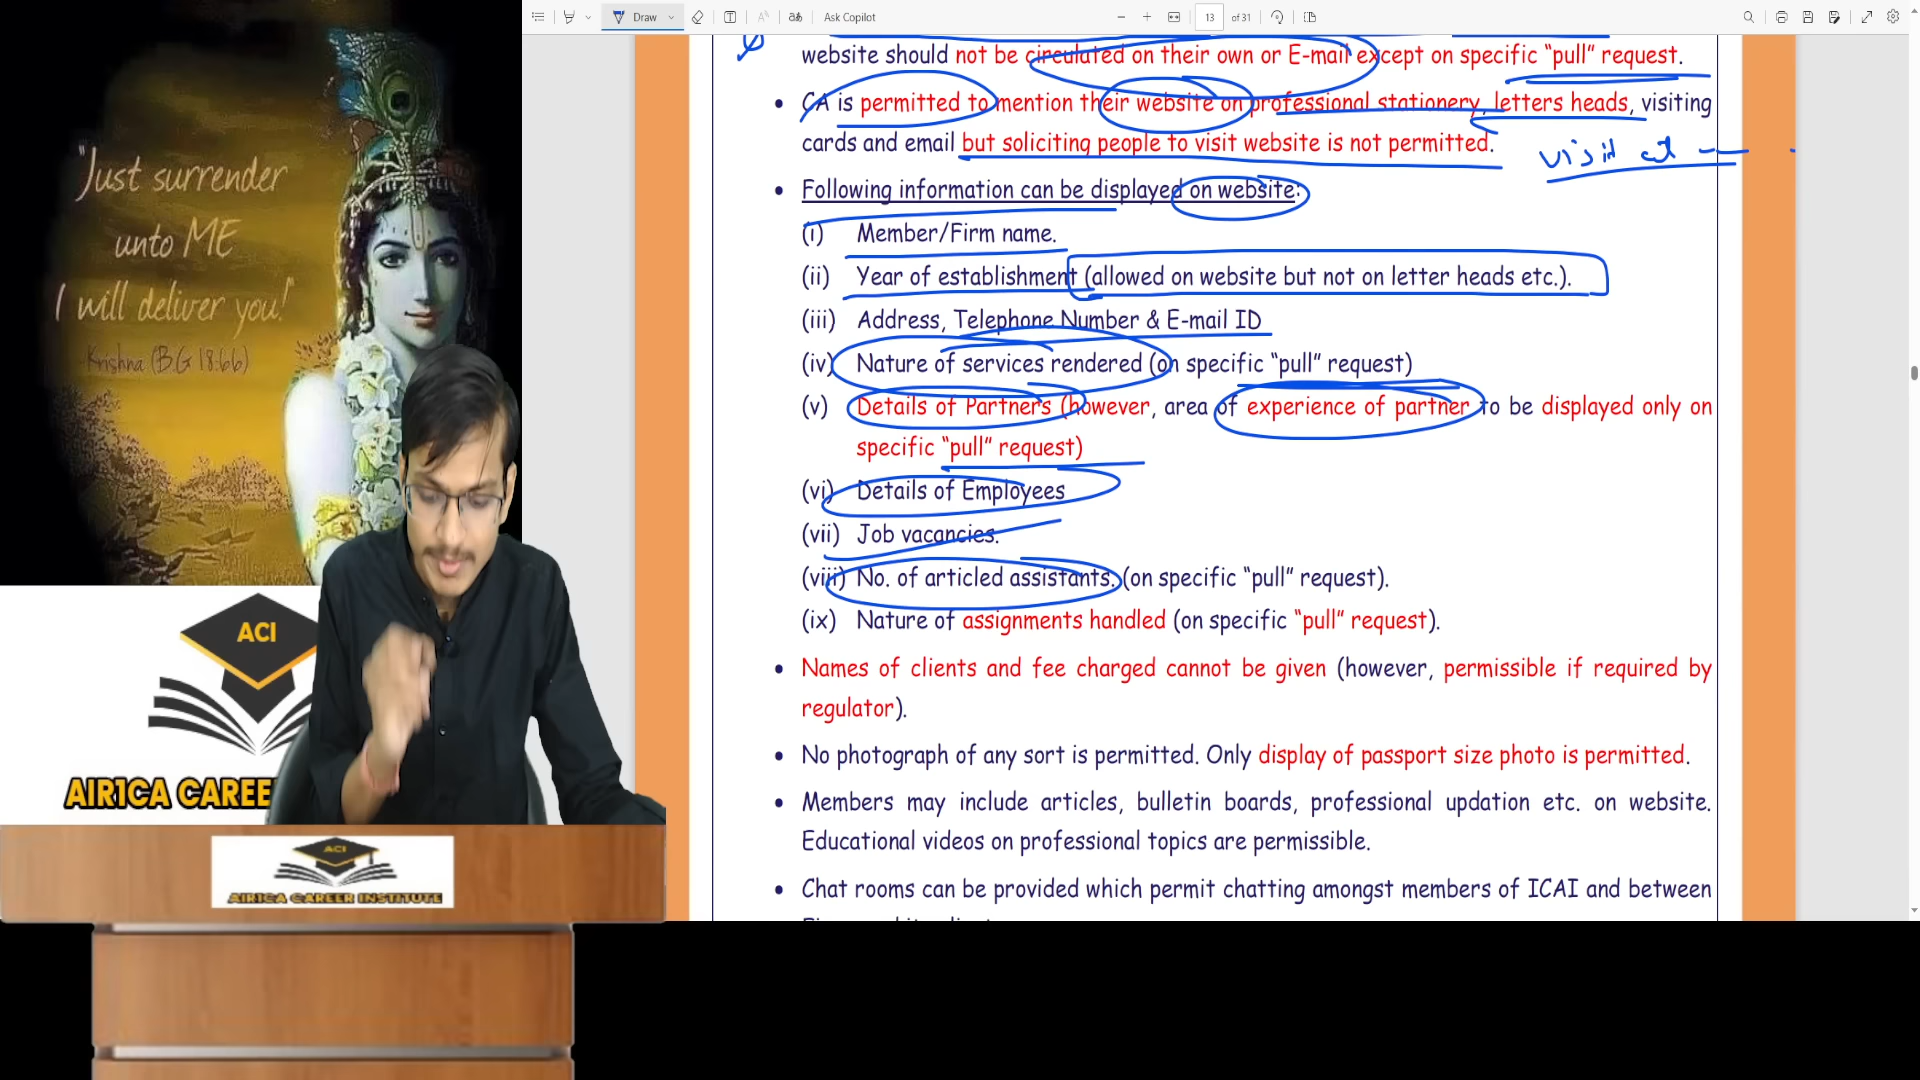 Draw
Ask Copilot
13
of 31
"Just surrender
unto ME
I will deliver you!"
Krishna (B.G 18:66)
website should not be circulated on their own or E-mail except on specific “pull” request.
• CA is permitted to mention their website on professional stationery, letters heads, visiting
cards and email but soliciting people to visit website is not permitted.
visit at
• Following information can be displayed on website:
(i) Member/Firm name.
(ii) Year of establishment (allowed on website but not on letter heads etc.).
(iii) Address, Telephone Number & E-mail ID
(iv) Nature of services rendered (on specific “pull” request)
(v) Details of Partners (however, area of experience of partner to be displayed only on
specific “pull” request)
(vi) Details of Employees
(vii) Job vacancies.
(viii) No. of articled assistants. (on specific “pull” request).
(ix) Nature of assignments handled (on specific “pull” request).
• Names of clients and fee charged cannot be given (however, permissible if required by
regulator).
• No photograph of any sort is permitted. Only display of passport size photo is permitted.
• Members may include articles, bulletin boards, professional updation etc. on website.
Educational videos on professional topics are permissible.
• Chat rooms can be provided which permit chatting amongst members of ICAI and between
ACI
AIR1CA CAREE
ACI
AIR1CA CAREER INSTITUTE